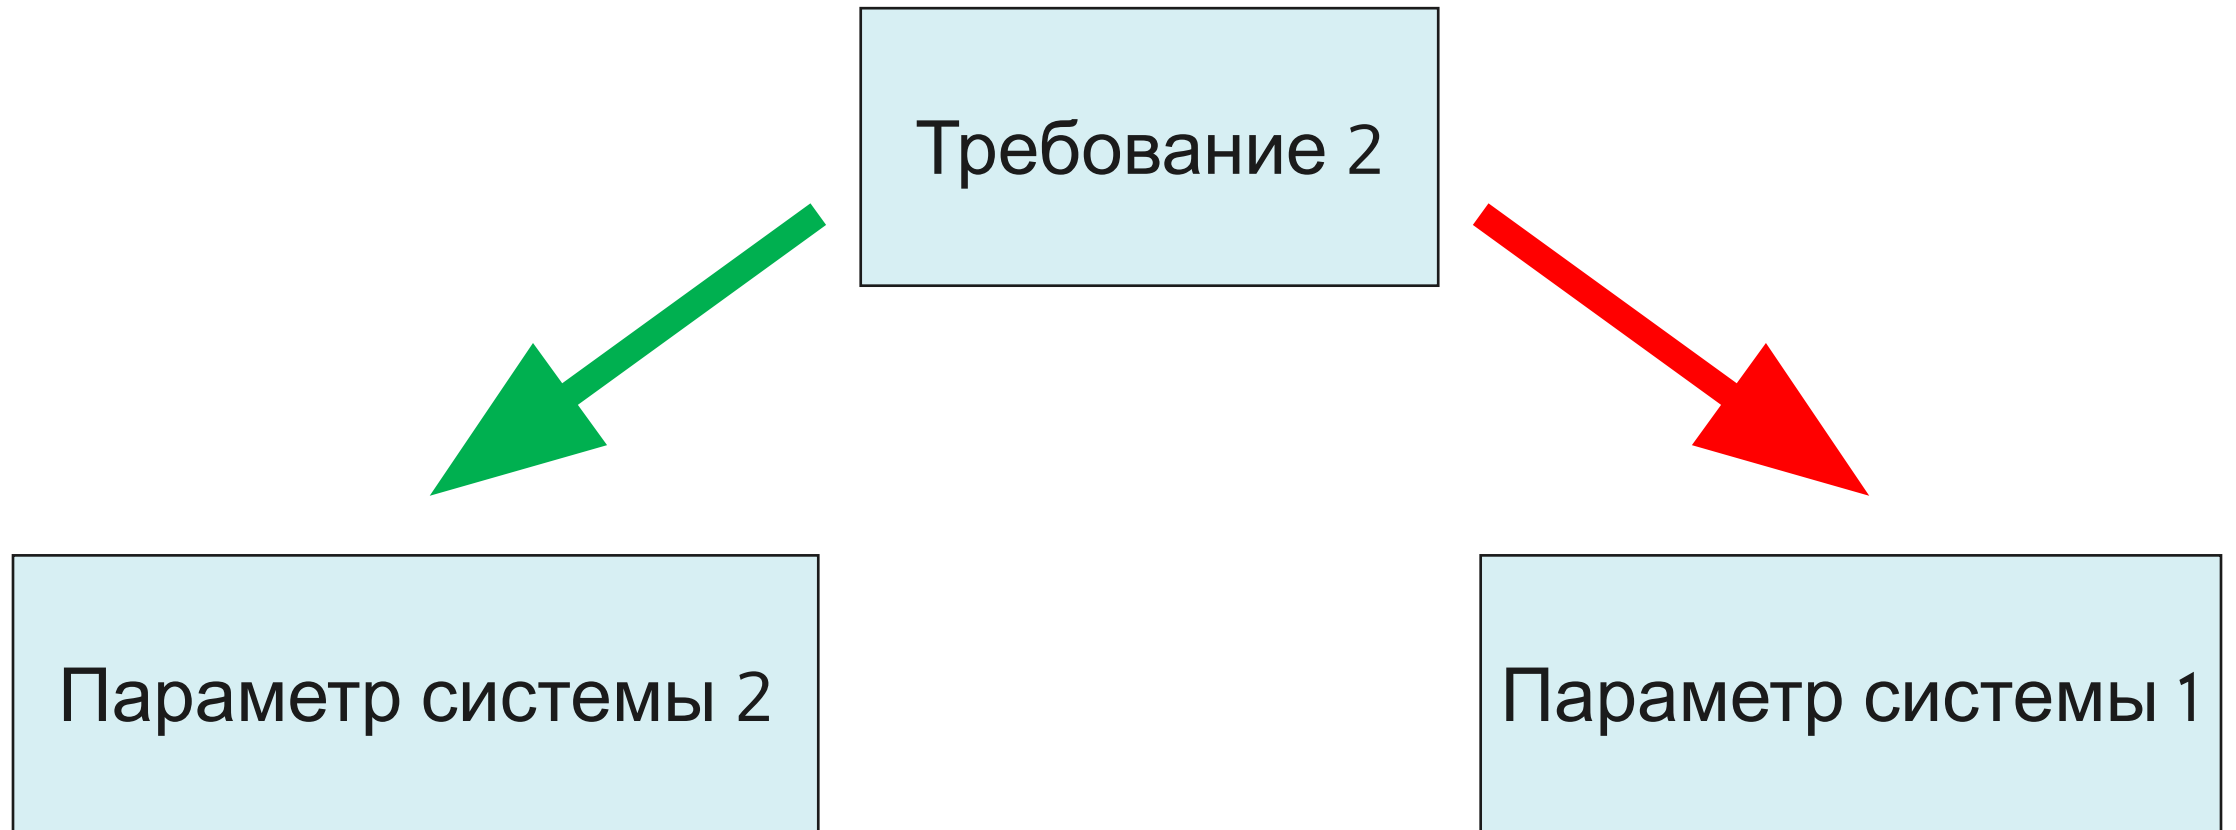 Требование 2
Параметр системы 2
Параметр системы 1